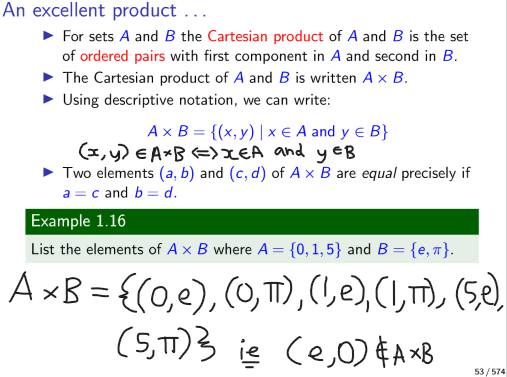 An excellent product . . .
▶ For sets A and B the Cartesian product of A and B is the set
of ordered pairs with first component in A and second in B.
▶ The Cartesian product of A and B is written A × B.
▶ Using descriptive notation, we can write:
A × B = {(x, y) | x ∈ A and y ∈ B}
(x, y) ∈ A×B ⟺ x ∈ A and y ∈ B
▶ Two elements (a, b) and (c, d) of A × B are equal precisely if
a = c and b = d.
Example 1.16
List the elements of A × B where A = {0, 1, 5} and B = {e, π}.
A × B = {(0,e), (0,π), (1,e), (1,π), (5,e),
(5,π)} ie (e,0) ∉ A×B
53 / 574